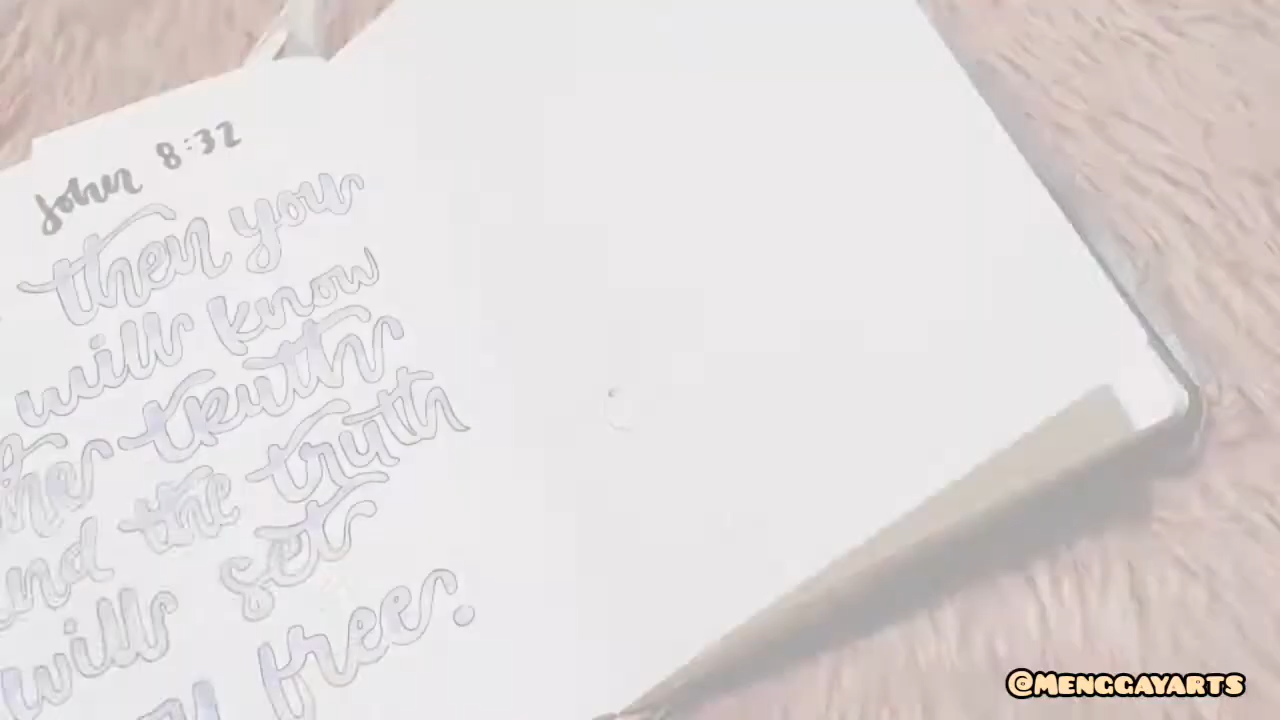 John 8:32
then you
will know
the truth
and the truth
will set
free.
@MENGGAYARTS